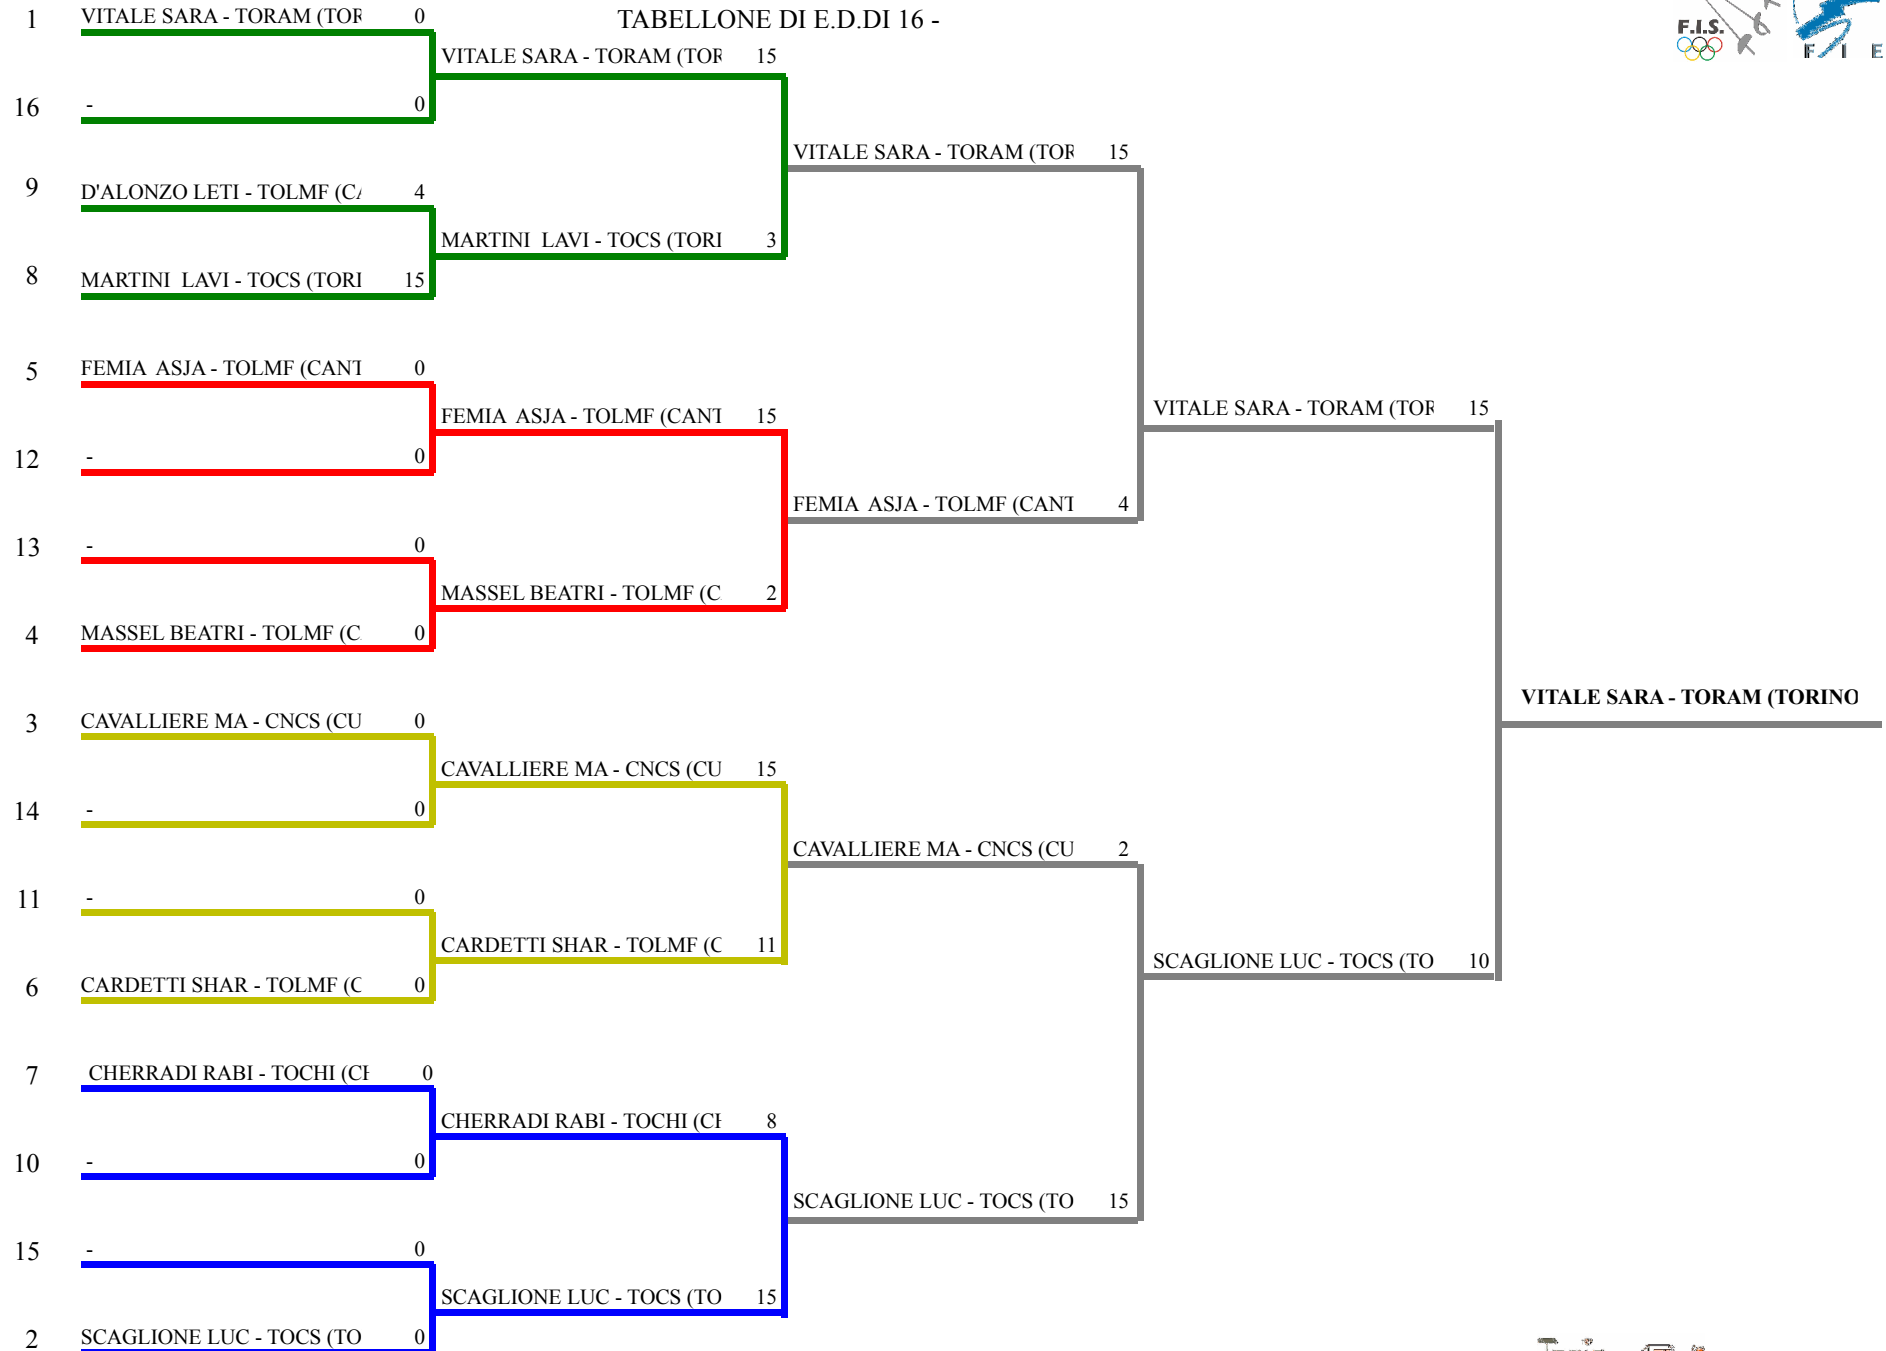 TABELLONE DI E.D.DI 16 -
F.I.S.
F I E
1 VITALE SARA - TORAM (TOR 0
VITALE SARA - TORAM (TOR 15
16 - 0
VITALE SARA - TORAM (TOR 15
9 D'ALONZO LETI - TOLMF (CA 4
MARTINI LAVI - TOCS (TORI 3
8 MARTINI LAVI - TOCS (TORI 15
5 FEMIA ASJA - TOLMF (CANT 0
VITALE SARA - TORAM (TOR 15
FEMIA ASJA - TOLMF (CANT 15
12 - 0
FEMIA ASJA - TOLMF (CANT 4
13 - 0
MASSEL BEATRI - TOLMF (C 2
4 MASSEL BEATRI - TOLMF (C 0
VITALE SARA - TORAM (TORINO
3 CAVALLIERE MA - CNCS (CU 0
CAVALLIERE MA - CNCS (CU 15
14 - 0
CAVALLIERE MA - CNCS (CU 2
11 - 0
CARDETTI SHAR - TOLMF (C 11
SCAGLIONE LUC - TOCS (TO 10
6 CARDETTI SHAR - TOLMF (C 0
7 CHERRADI RABI - TOCHI (CH 0
CHERRADI RABI - TOCHI (CH 8
10 - 0
SCAGLIONE LUC - TOCS (TO 15
15 - 0
SCAGLIONE LUC - TOCS (TO 15
2 SCAGLIONE LUC - TOCS (TO 0